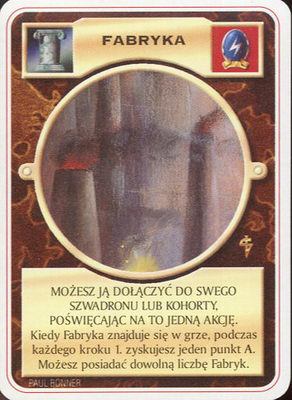 FABRYKA
MOŻESZ JĄ DOŁĄCZYĆ DO SWEGO
SZWADRONU LUB KOHORTY,
POŚWIĘCAJĄC NA TO JEDNĄ AKCJĘ.
Kiedy Fabryka znajduje się w grze, podczas
każdego kroku 1. zyskujesz jeden punkt A.
Możesz posiadać dowolną liczbę Fabryk.
PAUL BONNER